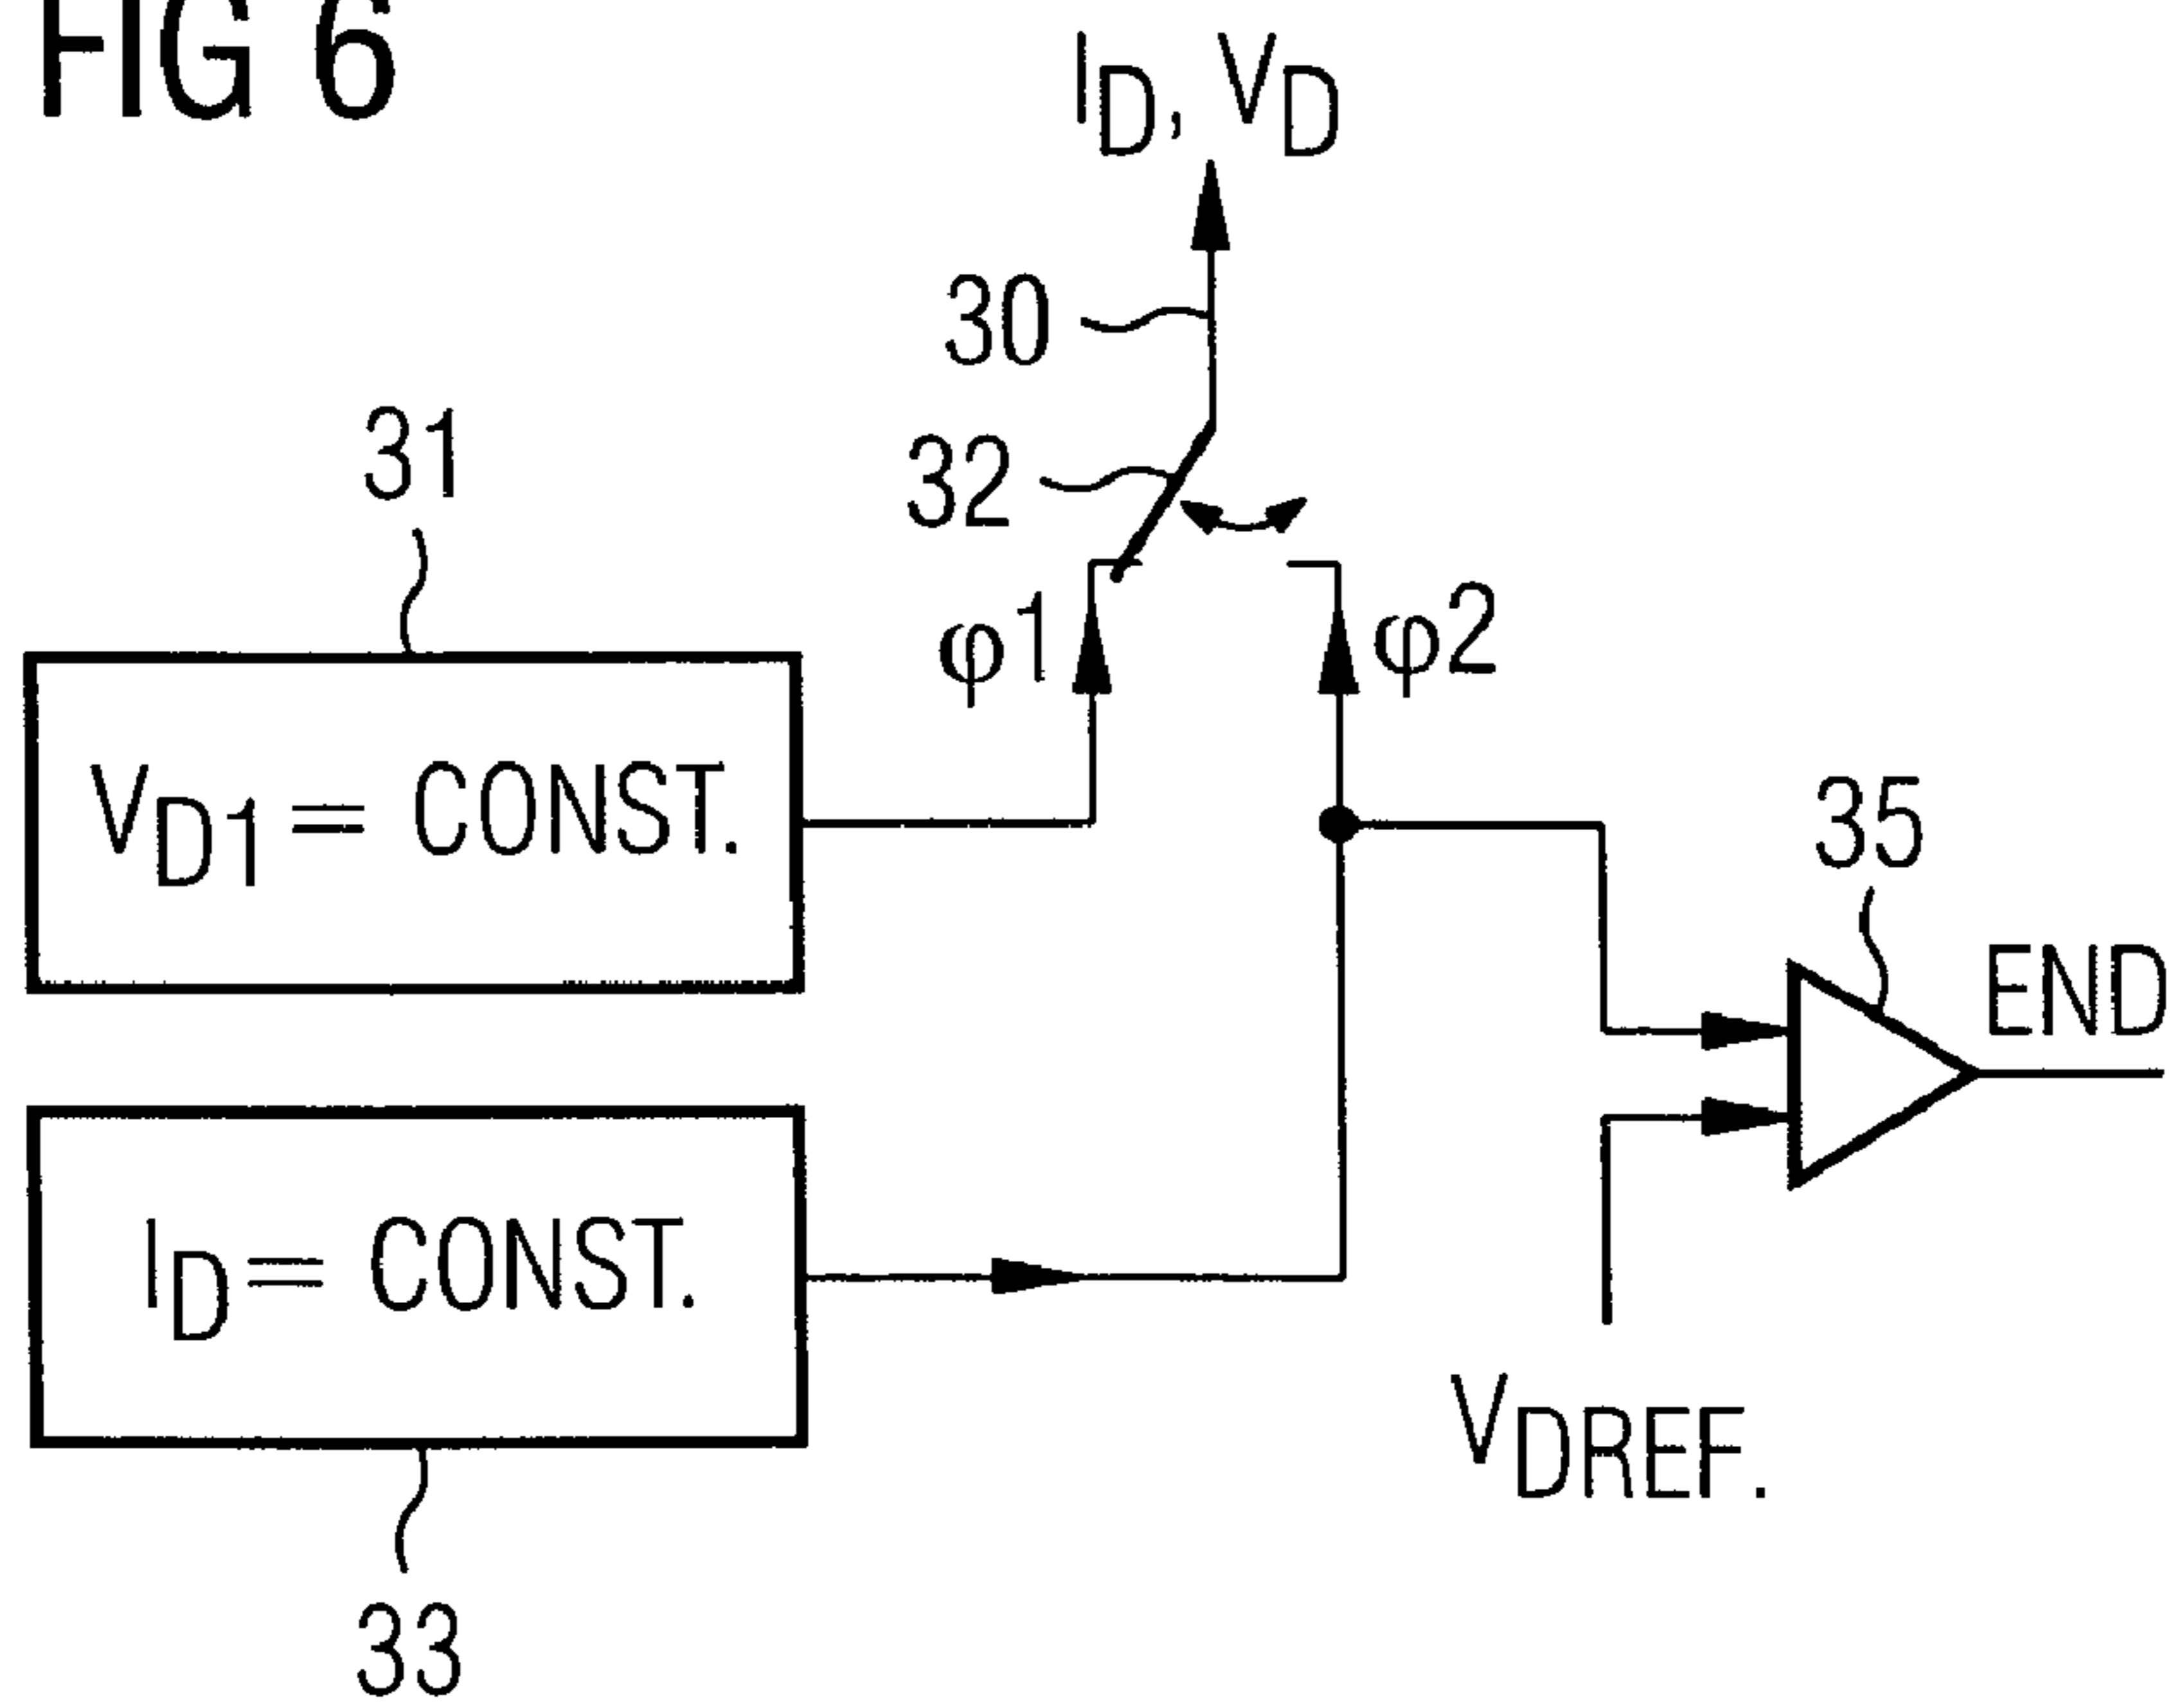 FIG 6
I_D, V_D
30
32
31
φ1
φ2
V_D1 = CONST.
35
END
I_D = CONST.
V_DREF.
33